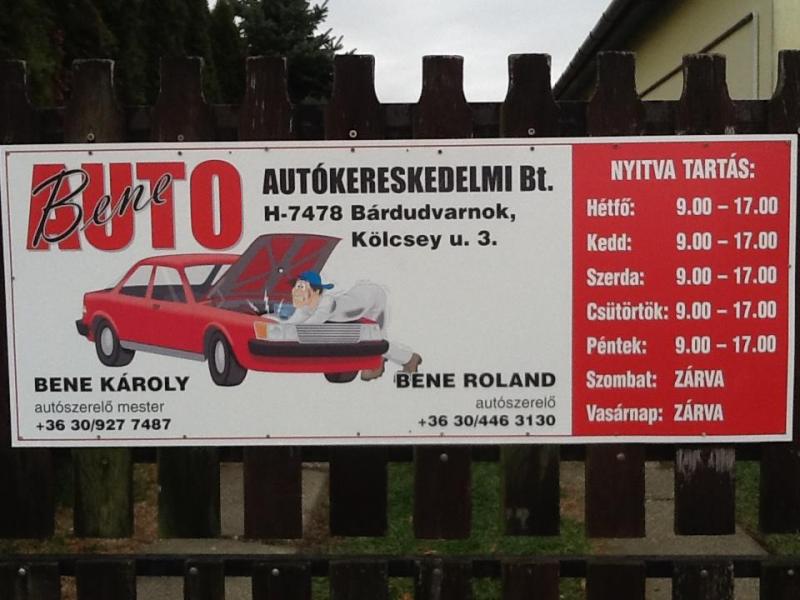 AUTO
Bene
AUTÓKERESKEDELMI Bt.
H-7478 Bárdudvarnok,
Kölcsey u. 3.
BENE KÁROLY
autószerelő mester
+36 30/927 7487
BENE ROLAND
autószerelő
+36 30/446 3130
NYITVA TARTÁS:
Hétfő: 9.00 – 17.00
Kedd: 9.00 – 17.00
Szerda: 9.00 – 17.00
Csütörtök: 9.00 – 17.00
Péntek: 9.00 – 17.00
Szombat: ZÁRVA
Vasárnap: ZÁRVA